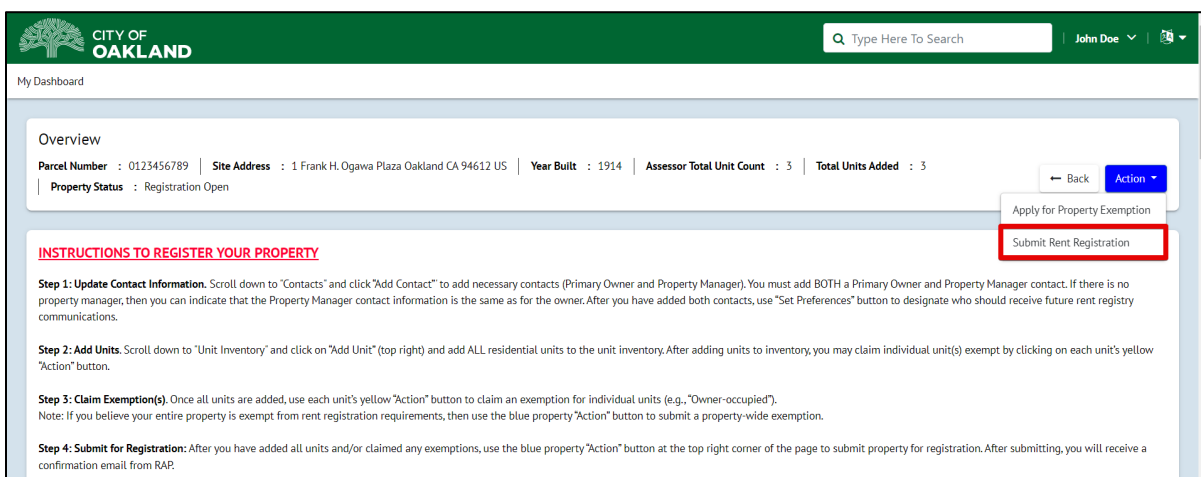 CITY OF
OAKLAND
Type Here To Search
John Doe
My Dashboard
Overview
Parcel Number : 0123456789 | Site Address : 1 Frank H. Ogawa Plaza Oakland CA 94612 US | Year Built : 1914 | Assessor Total Unit Count : 3 | Total Units Added : 3
| Property Status : Registration Open
← Back
Action
Apply for Property Exemption
Submit Rent Registration
INSTRUCTIONS TO REGISTER YOUR PROPERTY
Step 1: Update Contact Information. Scroll down to "Contacts" and click "Add Contact"' to add necessary contacts (Primary Owner and Property Manager). You must add BOTH a Primary Owner and Property Manager contact. If there is no
property manager, then you can indicate that the Property Manager contact information is the same as for the owner. After you have added both contacts, use "Set Preferences" button to designate who should receive future rent registry
communications.
Step 2: Add Units. Scroll down to "Unit Inventory" and click on "Add Unit" (top right) and add ALL residential units to the unit inventory. After adding units to inventory, you may claim individual unit(s) exempt by clicking on each unit's yellow
"Action" button.
Step 3: Claim Exemption(s). Once all units are added, use each unit's yellow "Action" button to claim an exemption for individual units (e.g., "Owner-occupied").
Note: If you believe your entire property is exempt from rent registration requirements, then use the blue property "Action" button to submit a property-wide exemption.
Step 4: Submit for Registration: After you have added all units and/or claimed any exemptions, use the blue property "Action" button at the top right corner of the page to submit property for registration. After submitting, you will receive a
confirmation email from RAP.